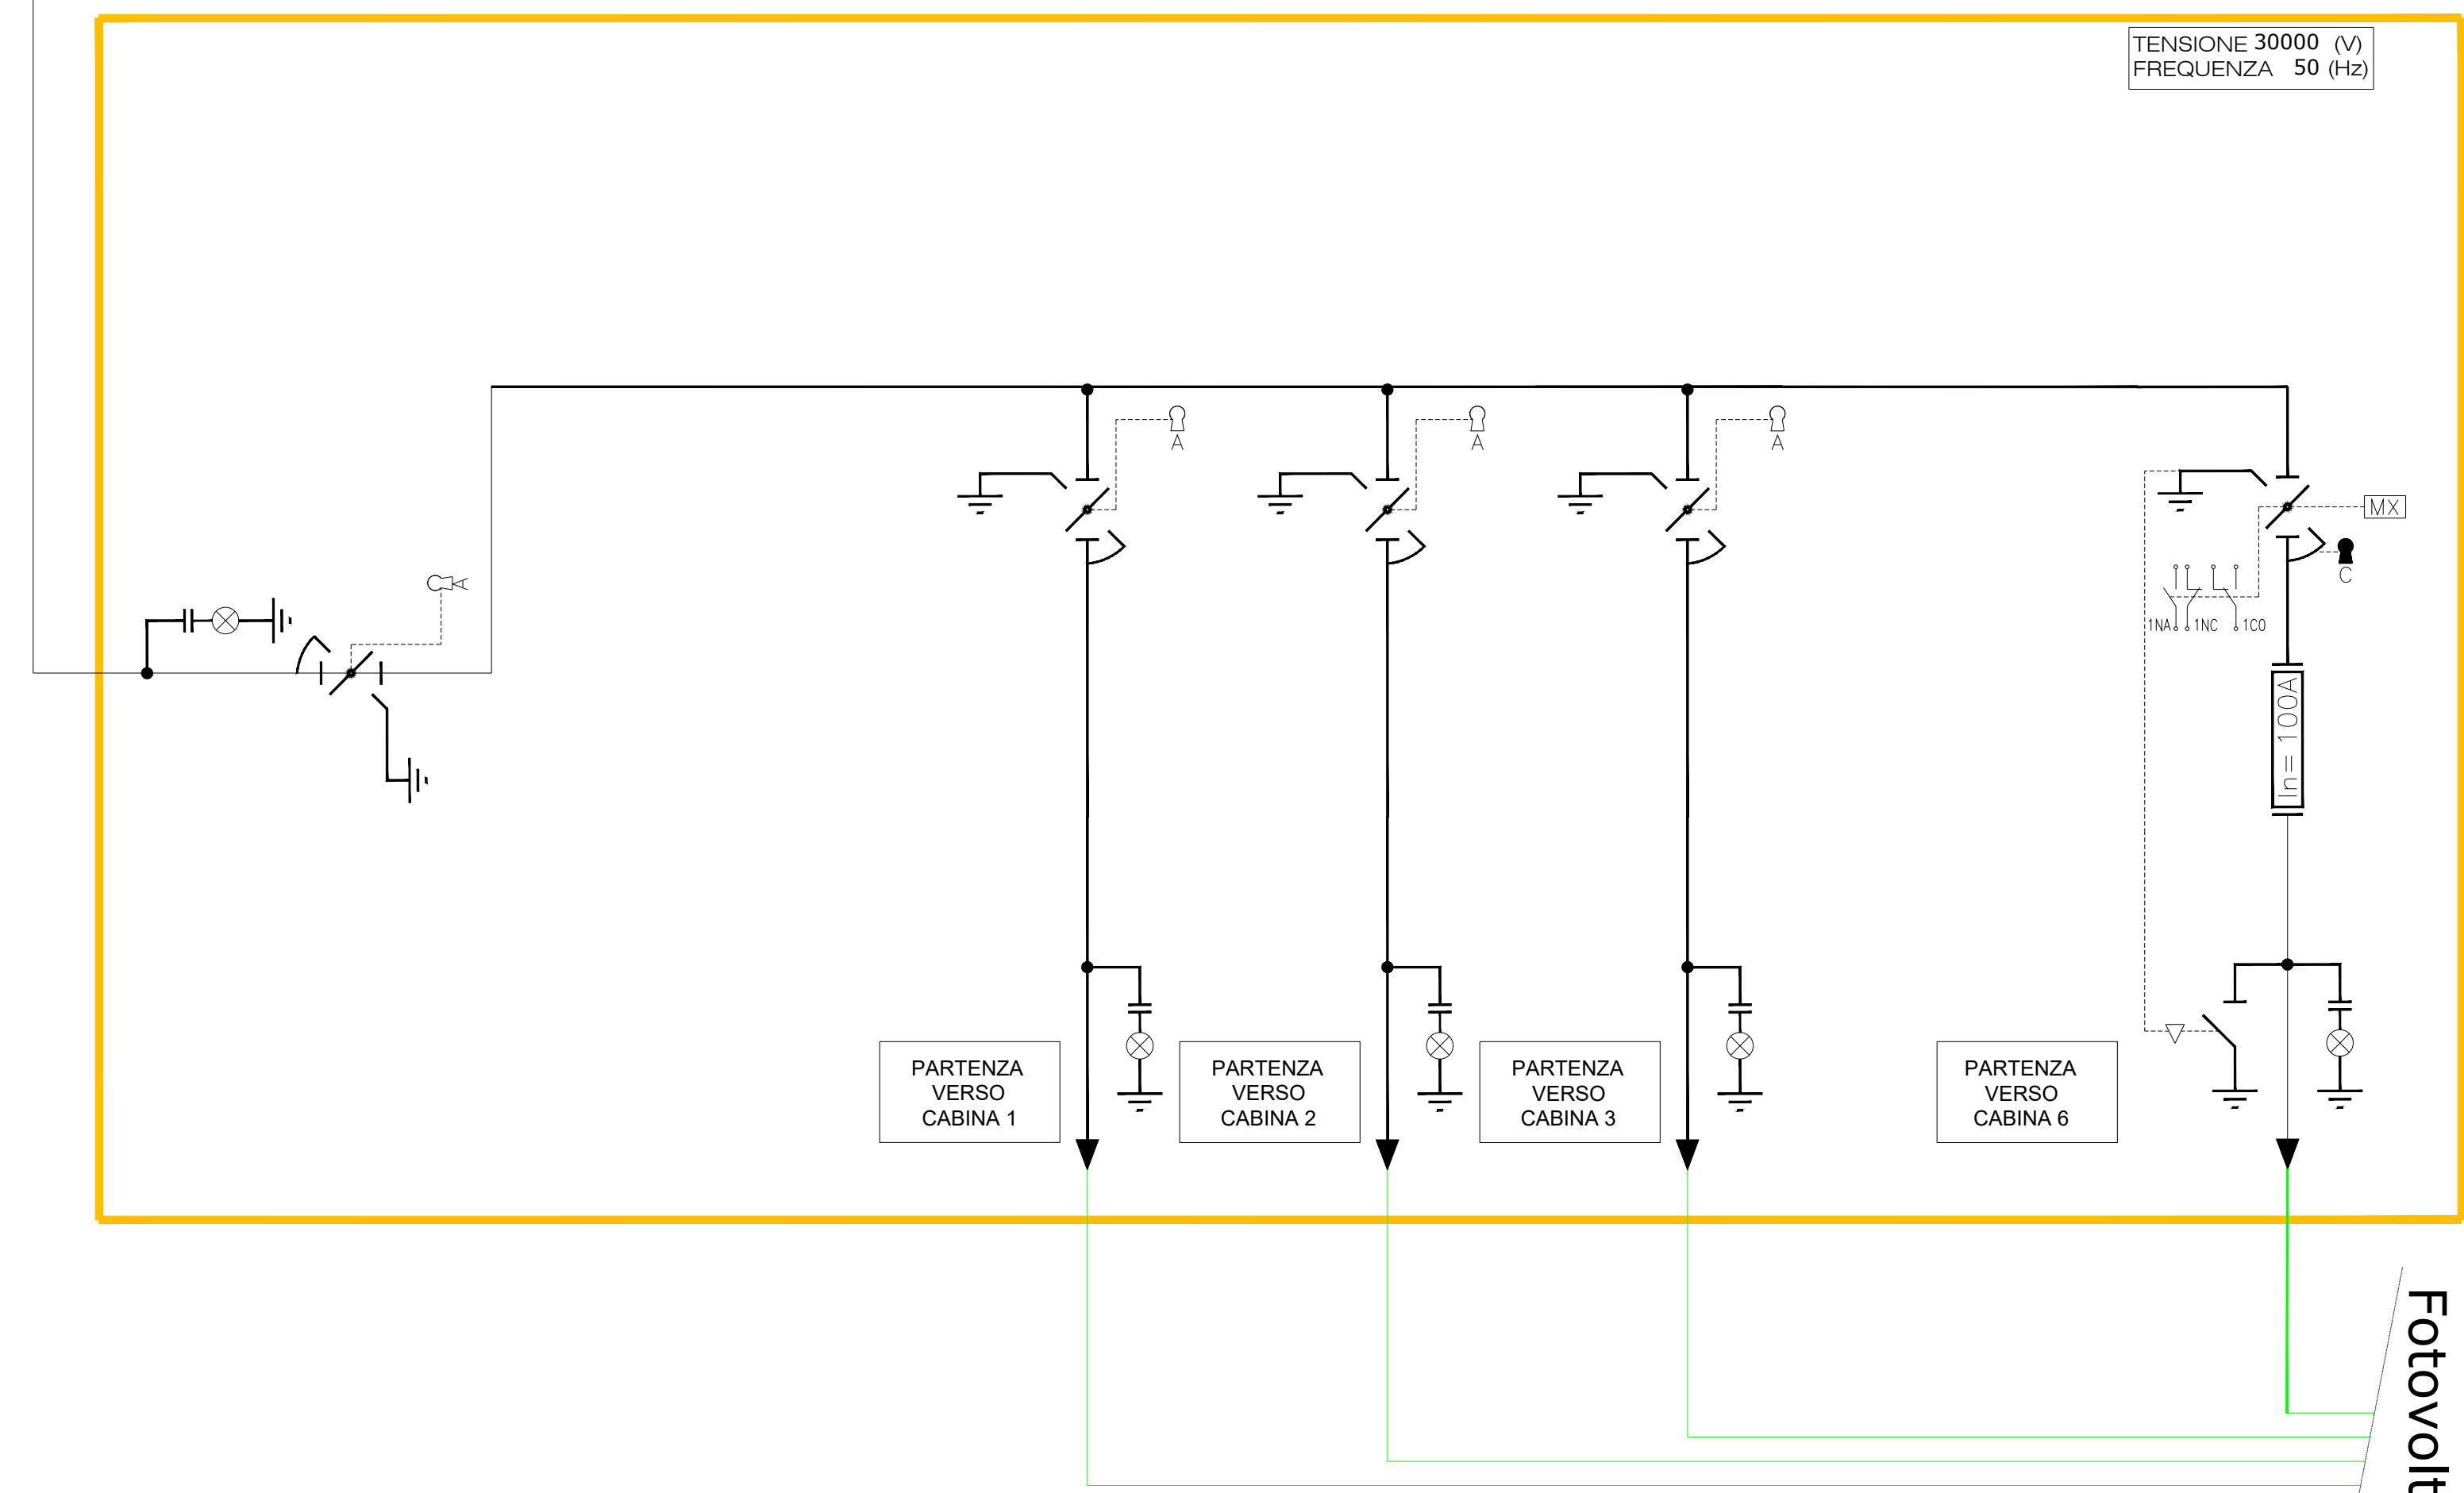 TENSIONE 30000 (V)
FREQUENZA 50 (Hz)
A
A
A
A
MX
C
1NA 1NC 1CO
In=100A
PARTENZA
VERSO
CABINA 1
PARTENZA
VERSO
CABINA 2
PARTENZA
VERSO
CABINA 3
PARTENZA
VERSO
CABINA 6
Fotovolt